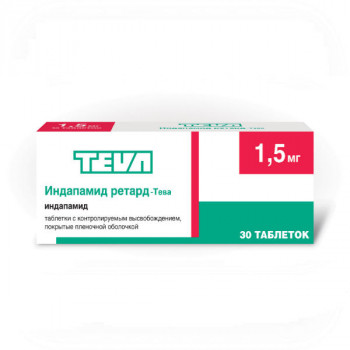 1,5 мг
TEVA
Индапамид ретард-Тева
индапамид
таблетки с контролируемым высвобождением,
покрытые пленочной оболочкой
1,5 мг
30 ТАБЛЕТОК